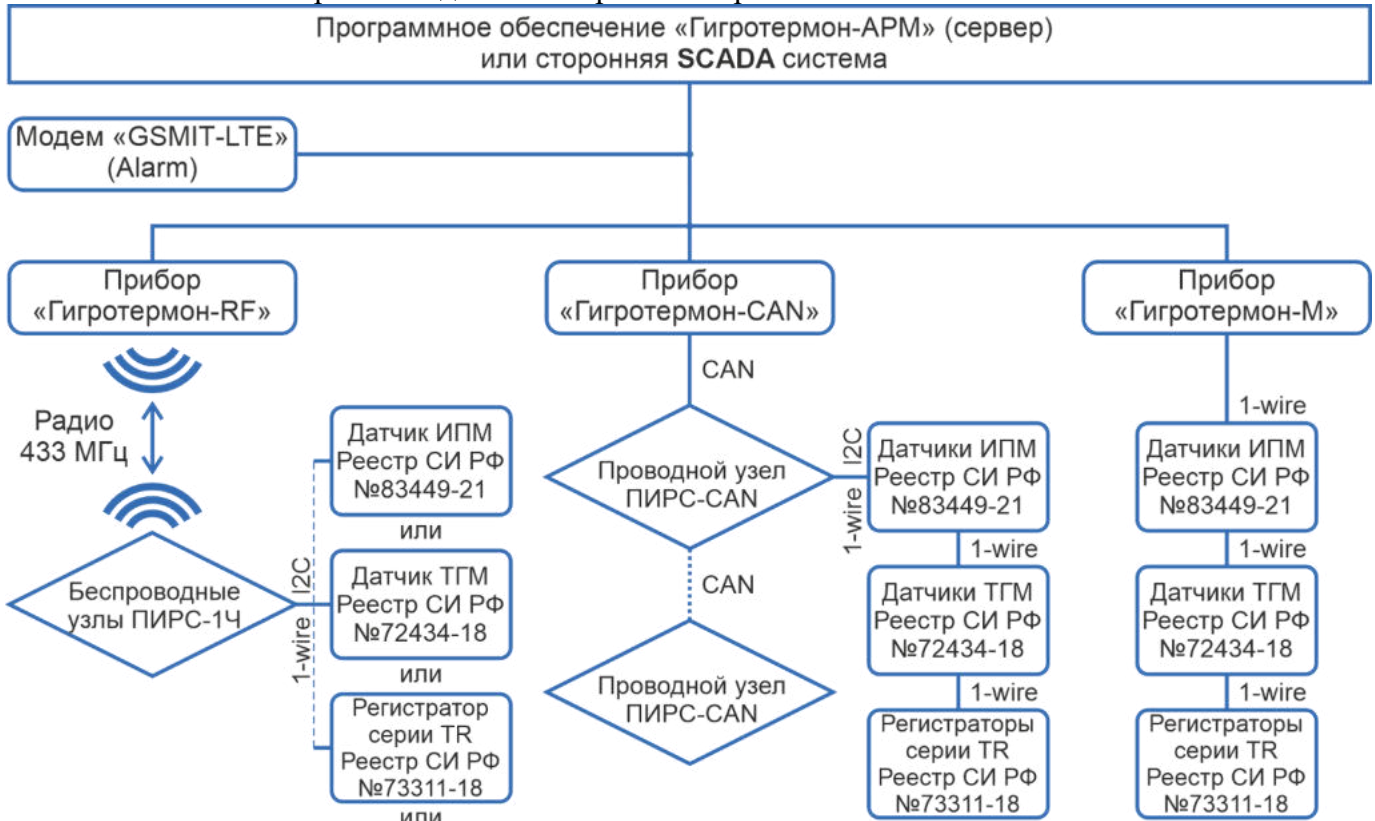 Программное обеспечение «Гигротермон-АРМ» (сервер)
или сторонняя SCADA система
Модем «GSMIT-LTE»
(Alarm)
Прибор
«Гигротермон-RF»
Прибор
«Гигротермон-CAN»
Прибор
«Гигротермон-М»
Радио
433 МГц
Беспроводные
узлы ПИРС-1Ч
I2C
1-wire
Датчик ИПМ
Реестр СИ РФ
№83449-21
или
Датчик ТГМ
Реестр СИ РФ
№72434-18
или
Регистратор
серии TR
Реестр СИ РФ
№73311-18
или
CAN
Проводной узел
ПИРС-CAN
CAN
Проводной узел
ПИРС-CAN
I2C
1-wire
Датчики ИПМ
Реестр СИ РФ
№83449-21
1-wire
Датчики ТГМ
Реестр СИ РФ
№72434-18
1-wire
Регистраторы
серии TR
Реестр СИ РФ
№73311-18
1-wire
Датчики ИПМ
Реестр СИ РФ
№83449-21
1-wire
Датчики ТГМ
Реестр СИ РФ
№72434-18
1-wire
Регистраторы
серии TR
Реестр СИ РФ
№73311-18